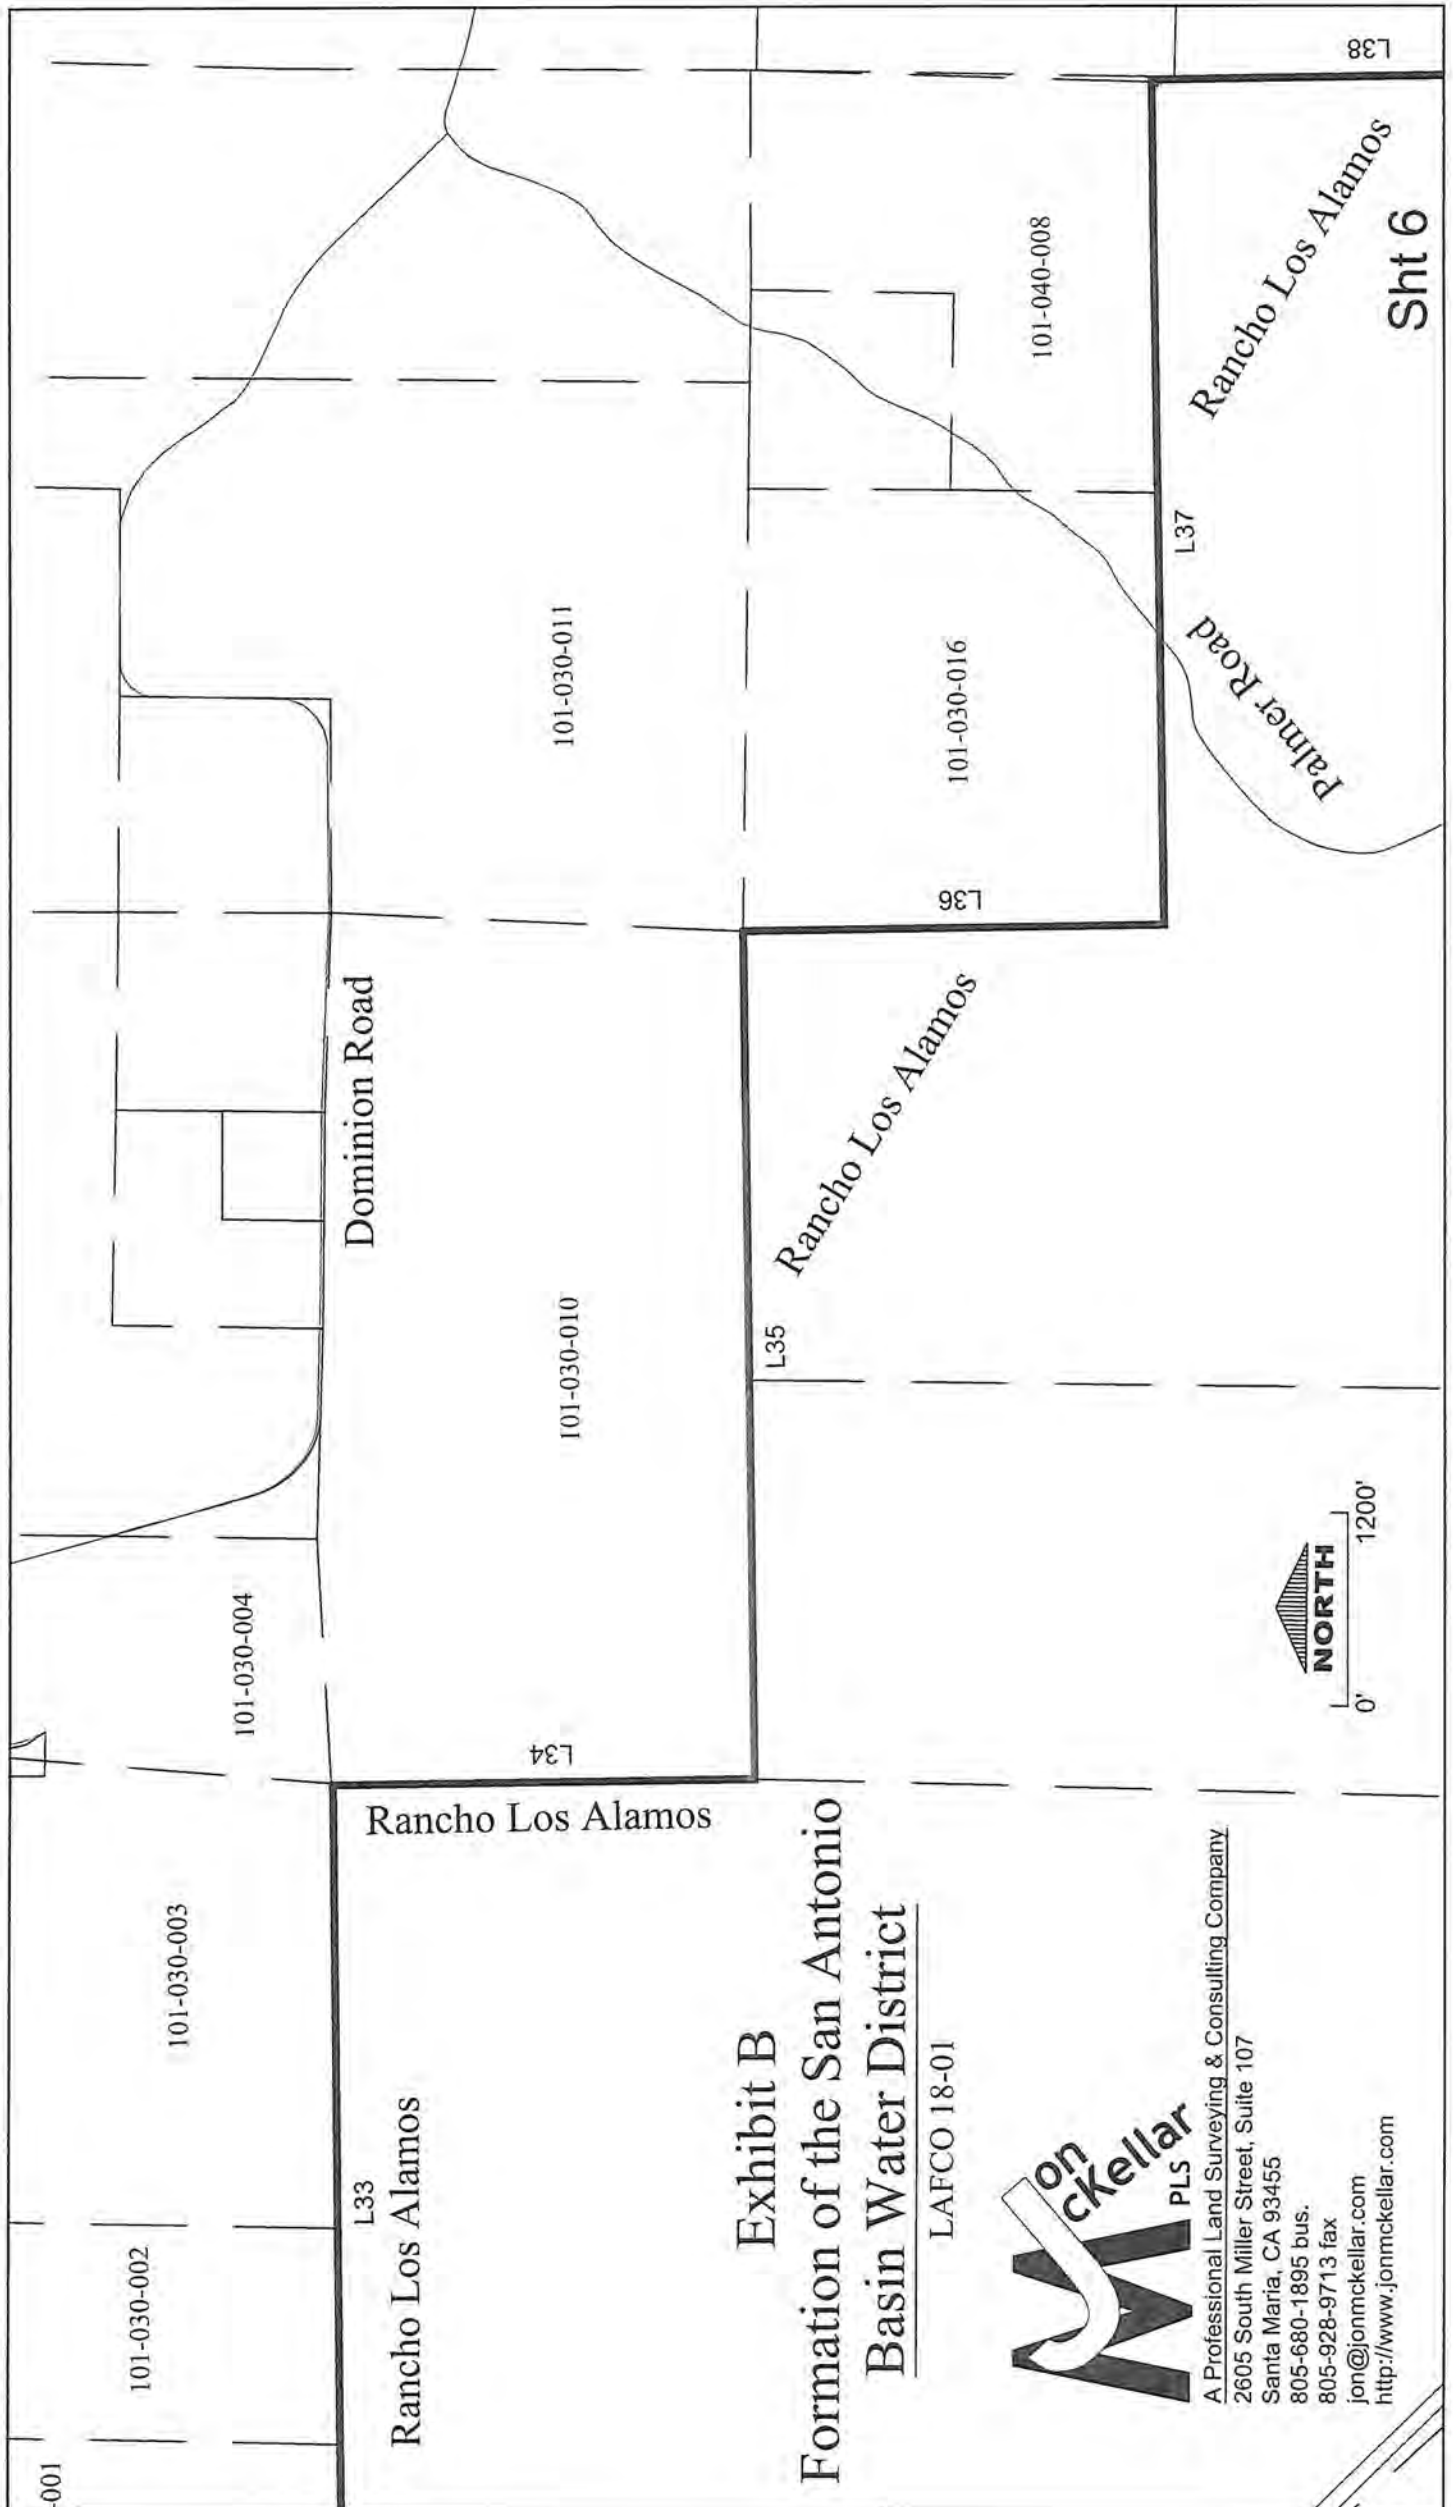 -001
101-030-002
101-030-003
101-030-004
L33
Rancho Los Alamos
Rancho Los Alamos
L34
Dominion Road
101-030-010
101-030-011
L35
Rancho Los Alamos
L36
101-030-016
101-040-008
L37
Palmer Road
Rancho Los Alamos
L38
Sht 6
Exhibit B
Formation of the San Antonio
Basin Water District
LAFCO 18-01
Jon
McKellar
PLS
A Professional Land Surveying & Consulting Company
2605 South Miller Street, Suite 107
Santa Maria, CA 93455
805-680-1895 bus.
805-928-9713 fax
jon@jonmckellar.com
http://www.jonmckellar.com
NORTH
0' 1200'